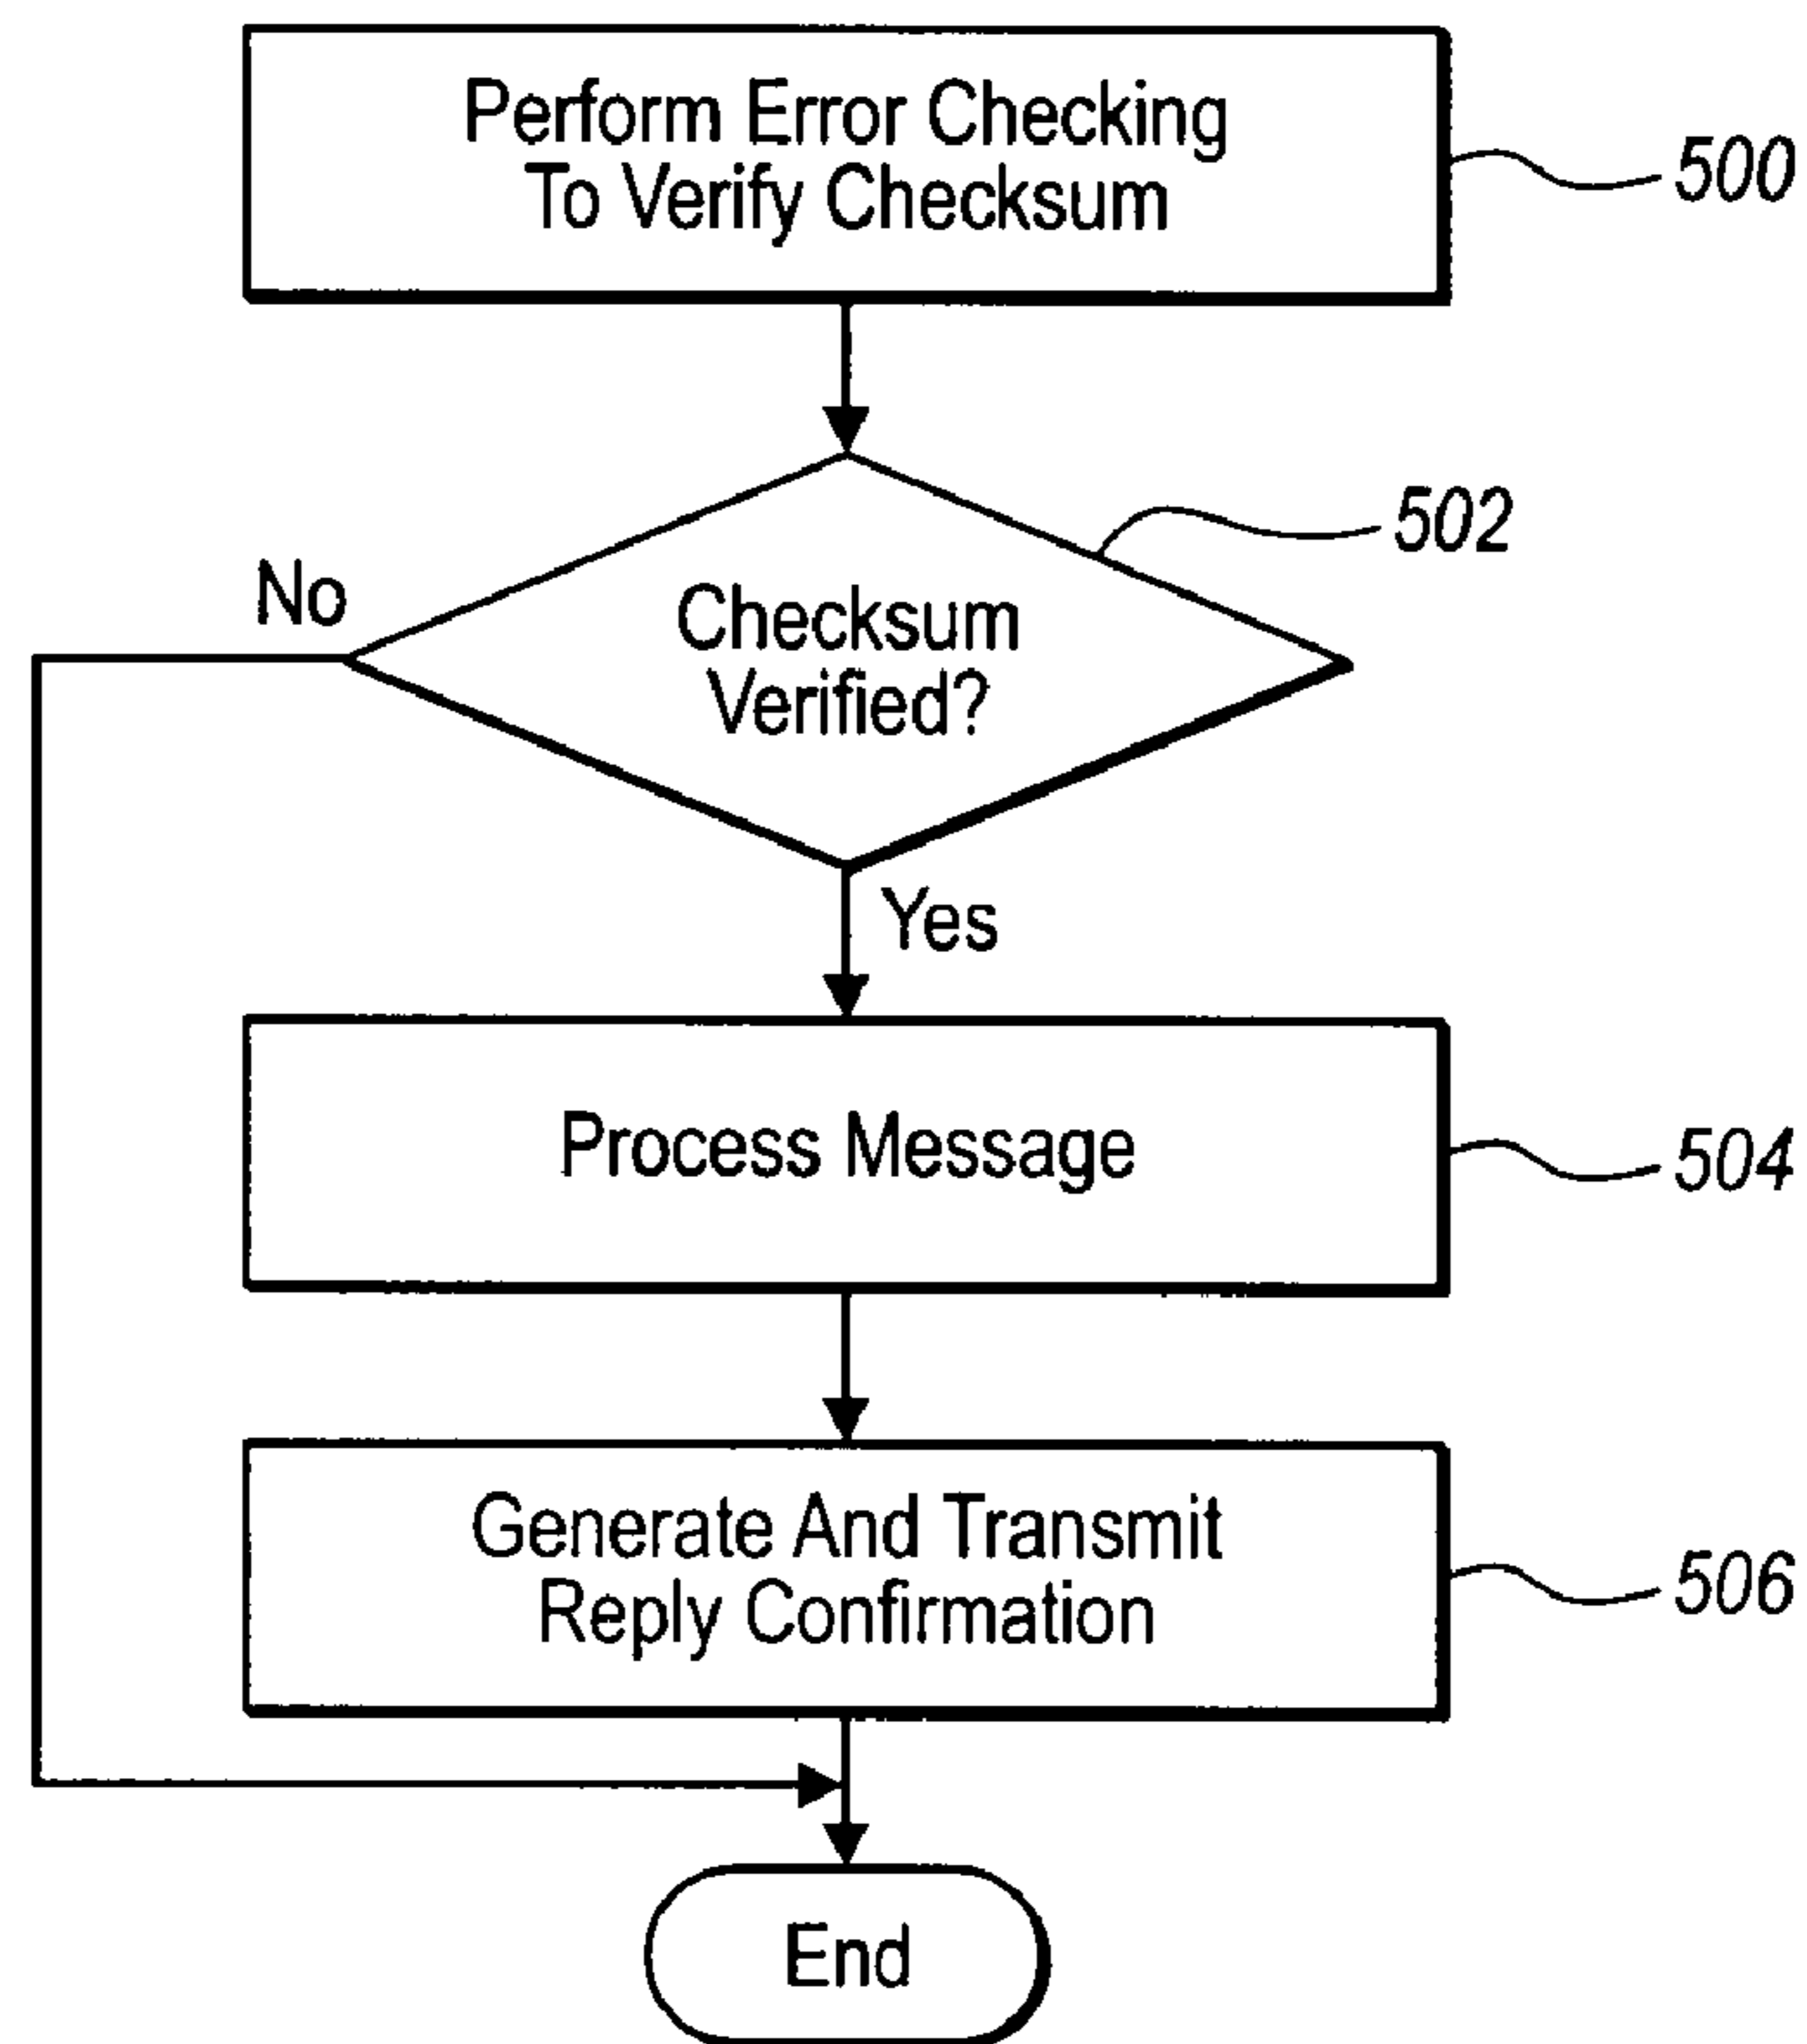 Perform Error Checking
To Verify Checksum
500
502
No
Checksum
Verified?
Yes
Process Message
504
Generate And Transmit
Reply Confirmation
506
End